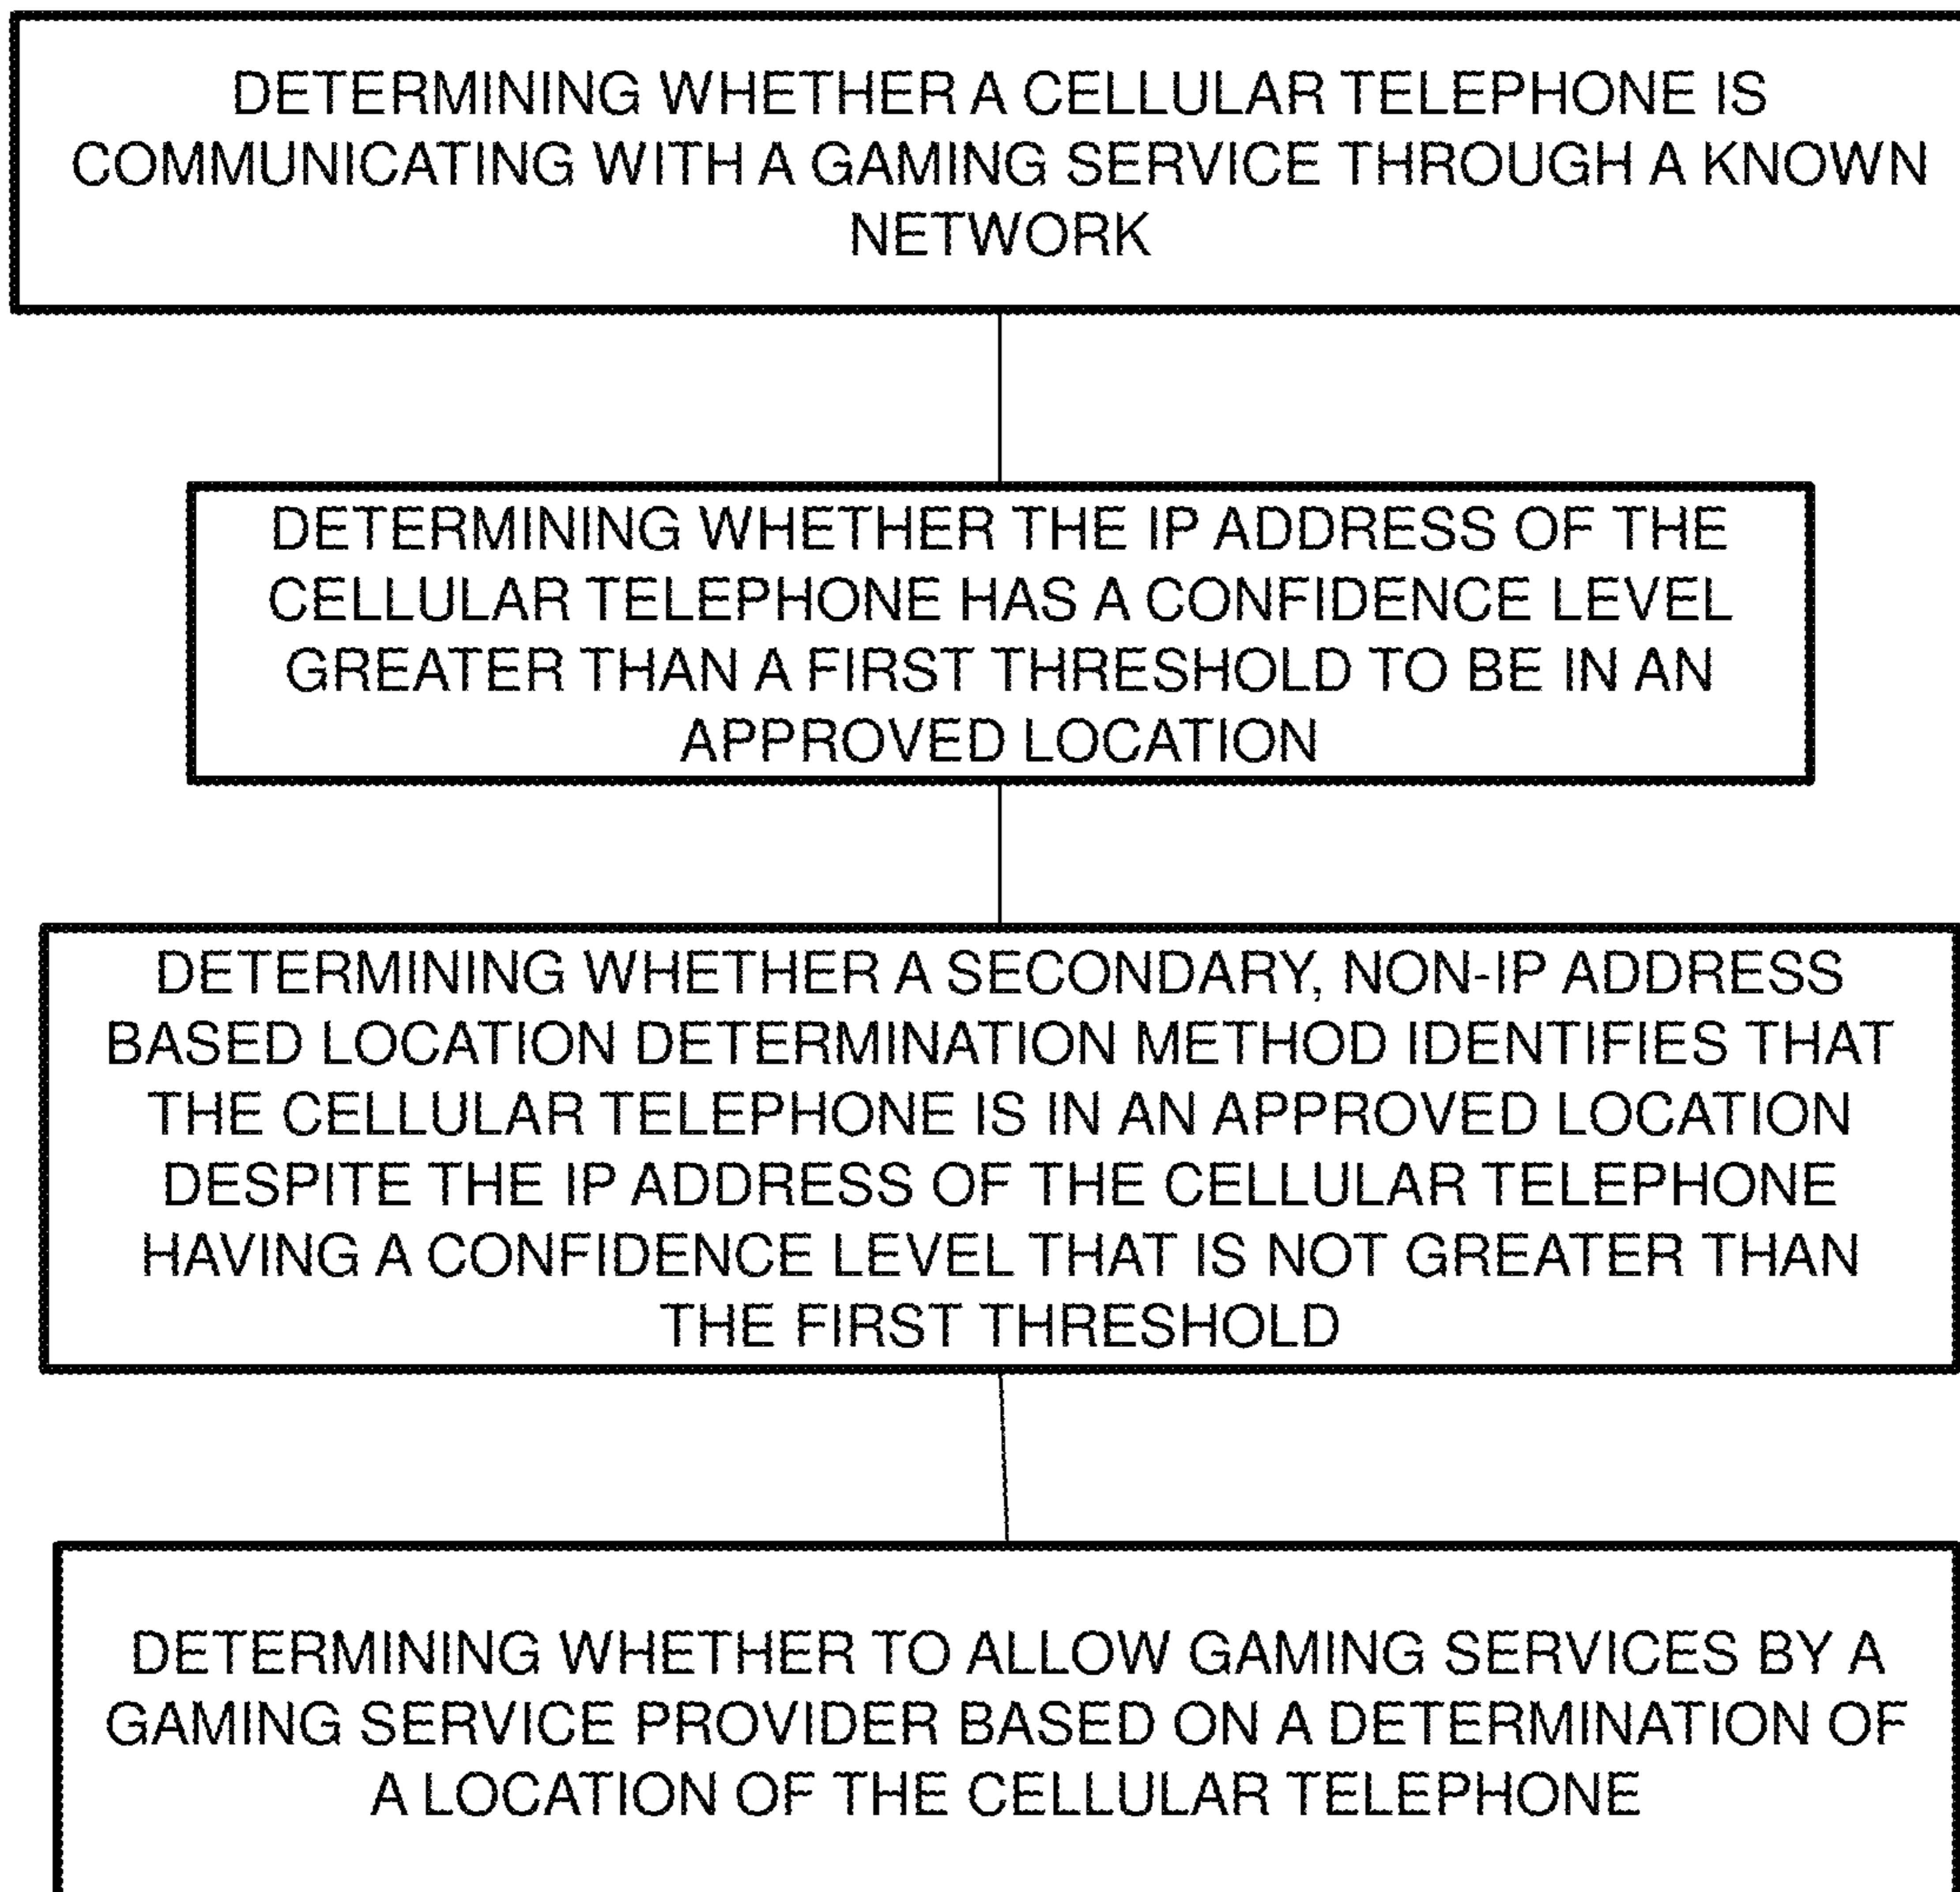 DETERMINING WHETHER A CELLULAR TELEPHONE IS
COMMUNICATING WITH A GAMING SERVICE THROUGH A KNOWN
NETWORK
DETERMINING WHETHER THE IP ADDRESS OF THE
CELLULAR TELEPHONE HAS A CONFIDENCE LEVEL
GREATER THAN A FIRST THRESHOLD TO BE IN AN
APPROVED LOCATION
DETERMINING WHETHER A SECONDARY, NON-IP ADDRESS
BASED LOCATION DETERMINATION METHOD IDENTIFIES THAT
THE CELLULAR TELEPHONE IS IN AN APPROVED LOCATION
DESPITE THE IP ADDRESS OF THE CELLULAR TELEPHONE
HAVING A CONFIDENCE LEVEL THAT IS NOT GREATER THAN
THE FIRST THRESHOLD
DETERMINING WHETHER TO ALLOW GAMING SERVICES BY A
GAMING SERVICE PROVIDER BASED ON A DETERMINATION OF
A LOCATION OF THE CELLULAR TELEPHONE